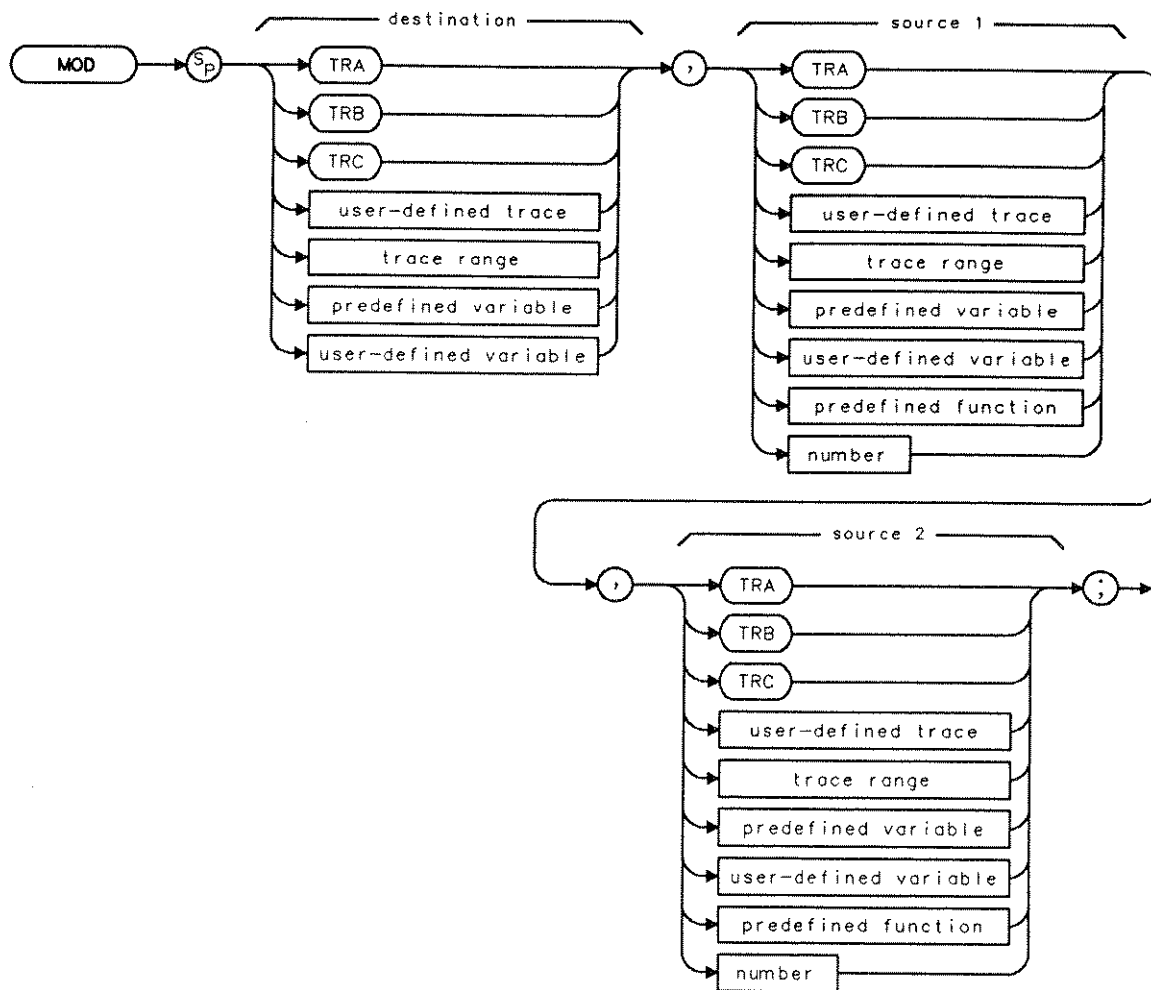 destination
source 1
MOD
Sp
TRA
,
TRA
TRB
TRB
TRC
TRC
user-defined trace
user-defined trace
trace range
trace range
predefined variable
predefined variable
user-defined variable
user-defined variable
predefined function
number
source 2
,
TRA
;
TRB
TRC
user-defined trace
trace range
predefined variable
user-defined variable
predefined function
number